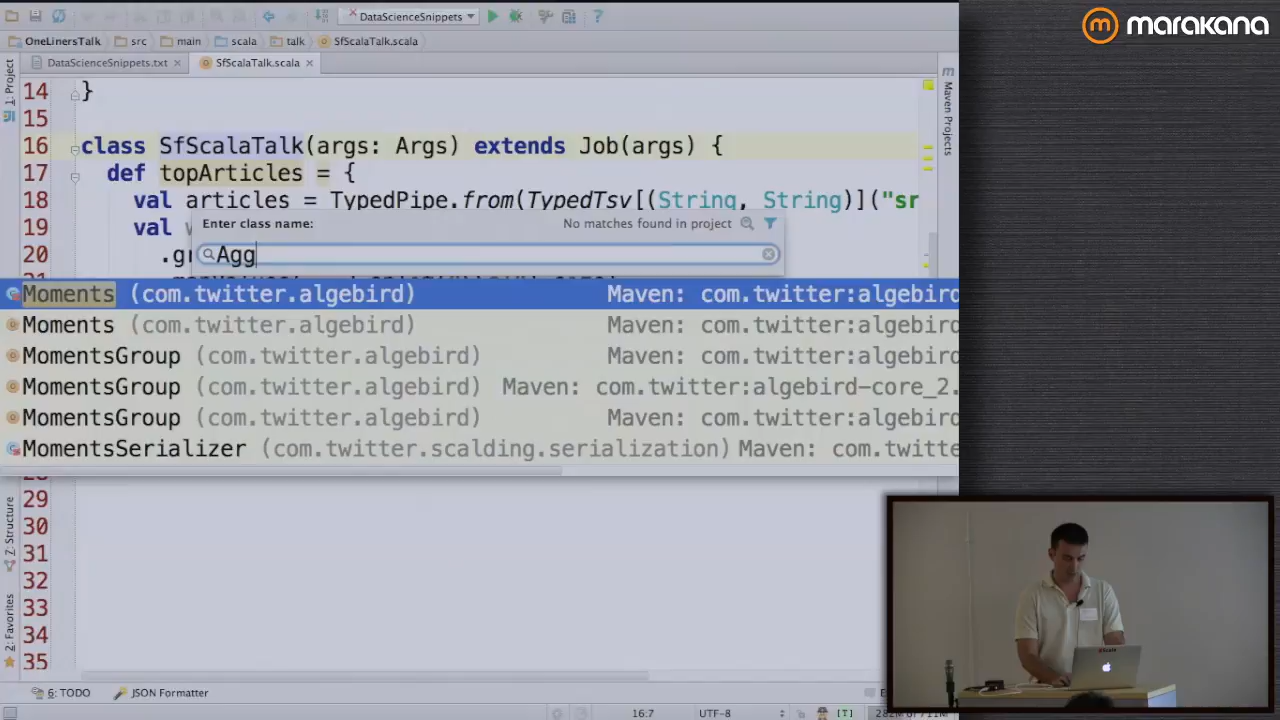 marakana
DataScienceSnippets
OneLinersTalk
src
main
scala
talk
SfScalaTalk.scala
DataScienceSnippets.txt
SfScalaTalk.scala
1: Project
Maven Projects
14 }
15
16 class SfScalaTalk(args: Args) extends Job(args) {
17 def topArticles = {
18 val articles = TypedPipe.from(TypedTsv[(String, String)]("sr
19 val
Enter class name:
No matches found in project
20 .gr
Agg
Moments (com.twitter.algebird) Maven: com.twitter:algebird
Moments (com.twitter.algebird) Maven: com.twitter:algebird
MomentsGroup (com.twitter.algebird) Maven: com.twitter:algebird
MomentsGroup (com.twitter.algebird) Maven: com.twitter:algebird-core_2.
MomentsGroup (com.twitter.algebird) Maven: com.twitter:algebird
MomentsSerializer (com.twitter.scalding.serialization) Maven: com.twitte
29
30
31
32
33
34
35
7: Structure
2: Favorites
6: TODO
JSON Formatter
16:7
UTF-8
[T]